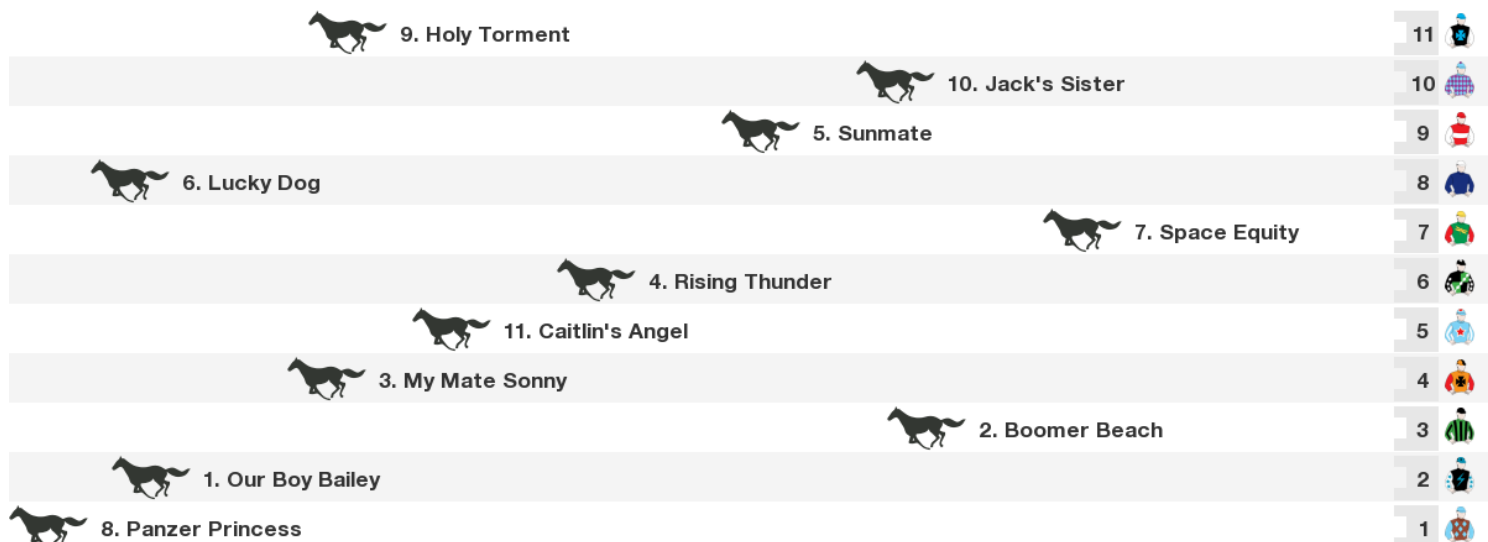 9. Holy Torment 11
10. Jack's Sister 10
5. Sunmate 9
6. Lucky Dog 8
7. Space Equity 7
4. Rising Thunder 6
11. Caitlin's Angel 5
3. My Mate Sonny 4
2. Boomer Beach 3
1. Our Boy Bailey 2
8. Panzer Princess 1